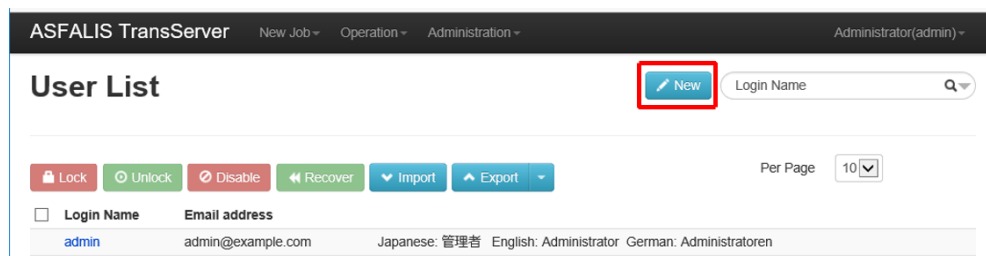 ASFALIS TransServer New Job Operation Administration Administrator(admin)
User List New Login Name
Lock Unlock Disable Recover Import Export Per Page 10
Login Name Email address
admin admin@example.com Japanese: 管理者 English: Administrator German: Administratoren